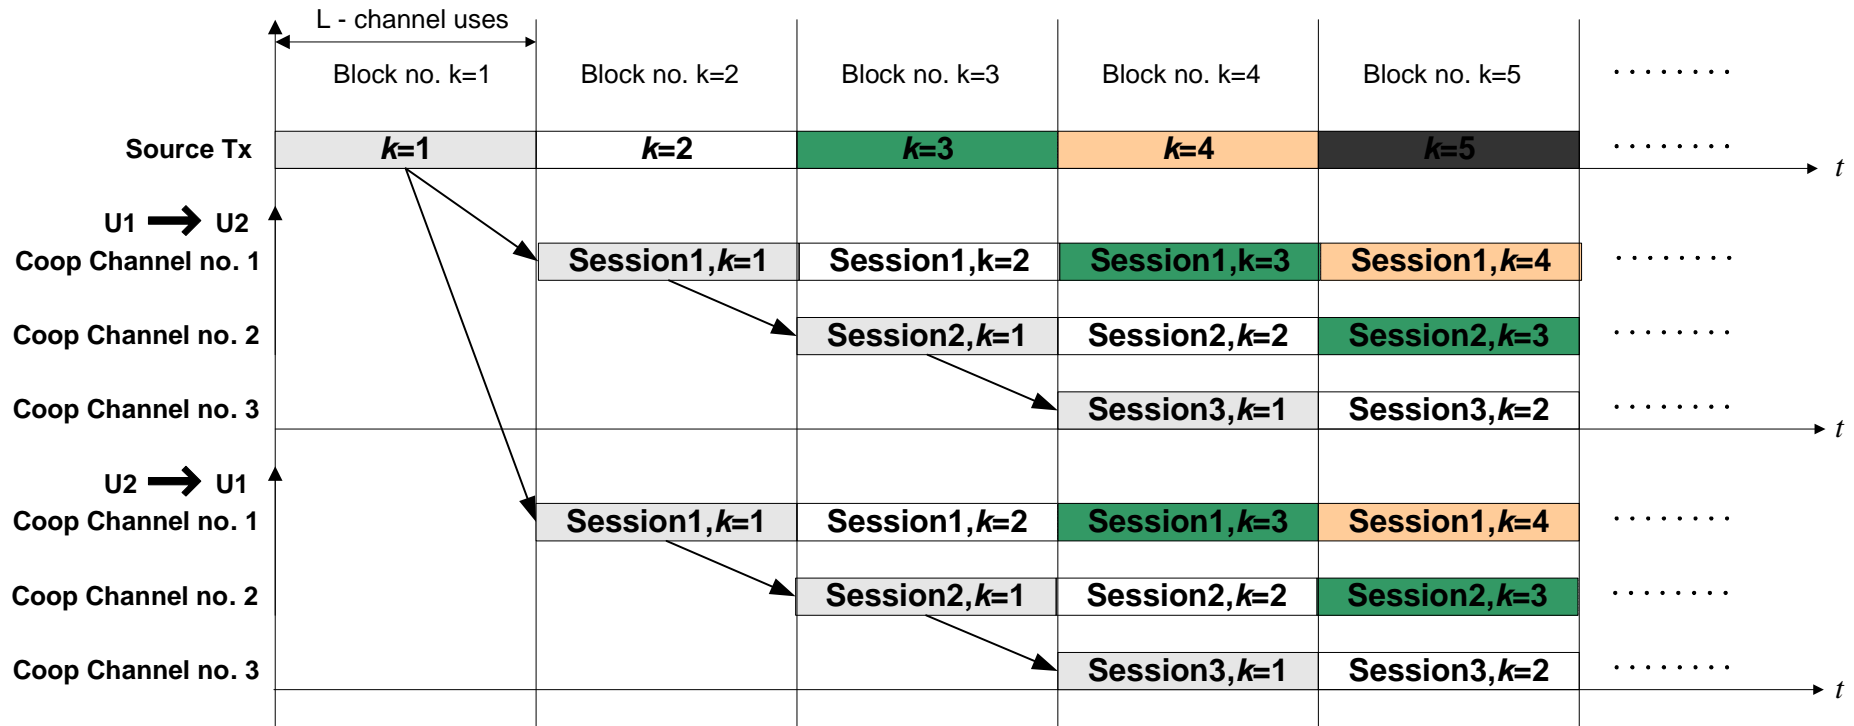 L - channel uses
Block no. k=1 Block no. k=2 Block no. k=3 Block no. k=4 Block no. k=5 ········
Source Tx k=1 k=2 k=3 k=4 k=5 ········
t
U1 → U2
Coop Channel no. 1 Session1,k=1 Session1,k=2 Session1,k=3 Session1,k=4 ········
Coop Channel no. 2 Session2,k=1 Session2,k=2 Session2,k=3 ········
Coop Channel no. 3 Session3,k=1 Session3,k=2 ········
t
U2 → U1
Coop Channel no. 1 Session1,k=1 Session1,k=2 Session1,k=3 Session1,k=4 ········
Coop Channel no. 2 Session2,k=1 Session2,k=2 Session2,k=3 ········
Coop Channel no. 3 Session3,k=1 Session3,k=2 ········
t